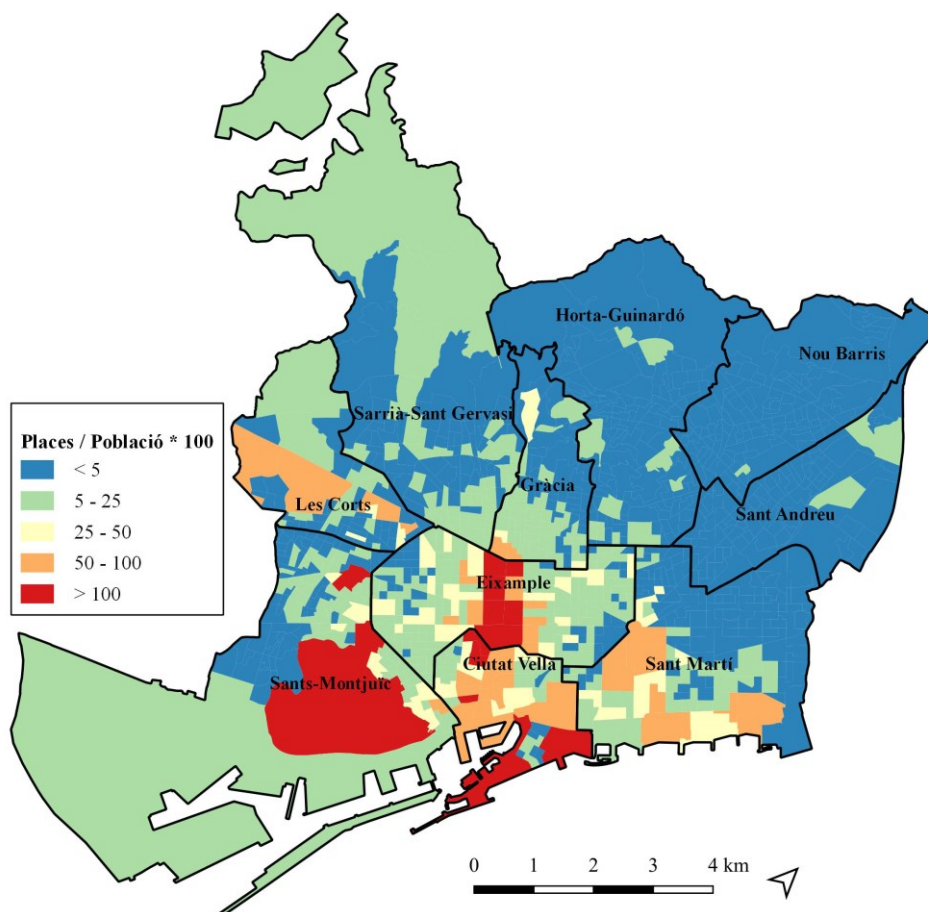 Horta-Guinardó
Nou Barris
Sarrià-Sant Gervasi
Places / Població * 100
< 5
5 - 25
25 - 50
50 - 100
> 100
Les Corts
Gràcia
Sant Andreu
Eixample
Ciutat Vella
Sant Martí
Sants-Montjuïc
0 1 2 3 4 km